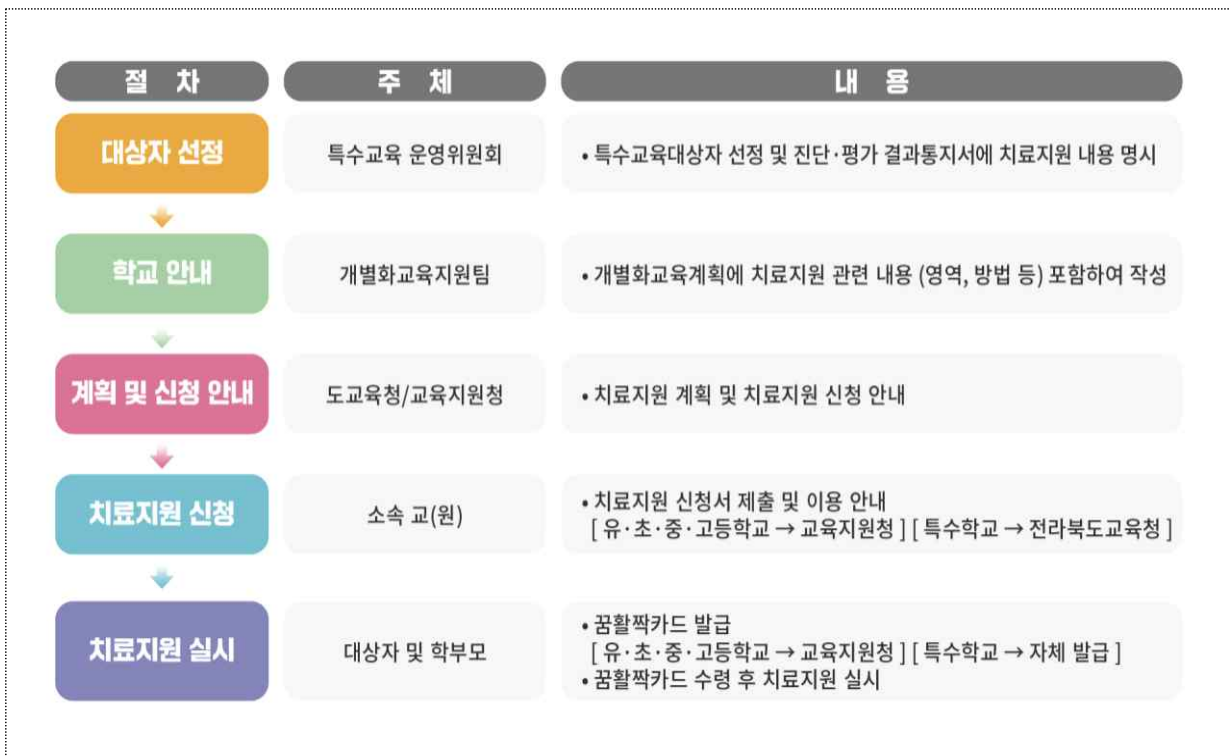 절 차 주 체 내 용
대상자 선정 특수교육 운영위원회 • 특수교육대상자 선정 및 진단·평가 결과통지서에 치료지원 내용 명시
학교 안내 개별화교육지원팀 • 개별화교육계획에 치료지원 관련 내용 (영역, 방법 등) 포함하여 작성
계획 및 신청 안내 도교육청/교육지원청 • 치료지원 계획 및 치료지원 신청 안내
치료지원 신청 소속 교(원) • 치료지원 신청서 제출 및 이용 안내
[ 유·초·중·고등학교 → 교육지원청 ] [ 특수학교 → 전라북도교육청 ]
치료지원 실시 대상자 및 학부모 • 꿈활짝카드 발급
[ 유·초·중·고등학교 → 교육지원청 ] [ 특수학교 → 자체 발급 ]
• 꿈활짝카드 수령 후 치료지원 실시